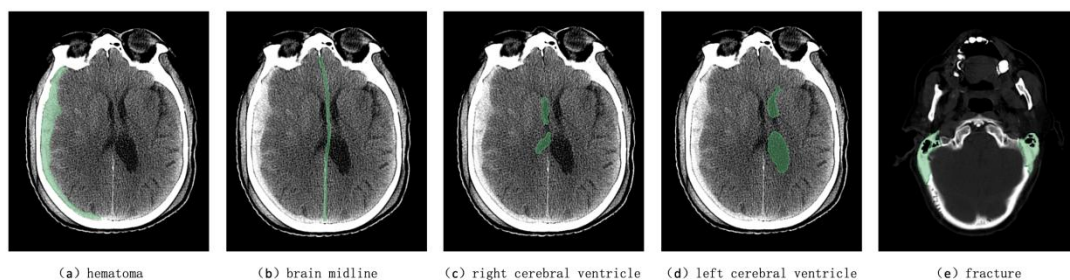 (a) hematoma
(b) brain midline
(c) right cerebral ventricle
(d) left cerebral ventricle
(e) fracture